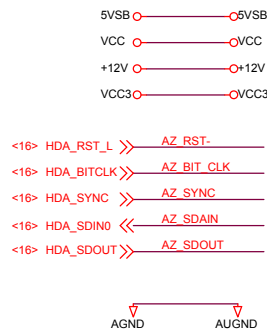 5VSB 5VSB
VCC VCC
+12V +12V
VCC3 VCC3
<16> HDA_RST_L AZ_RST-
<16> HDA_BITCLK AZ_BIT_CLK
<16> HDA_SYNC AZ_SYNC
<16> HDA_SDIN0 AZ_SDAIN
<16> HDA_SDOUT AZ_SDOUT
AGND AUGND